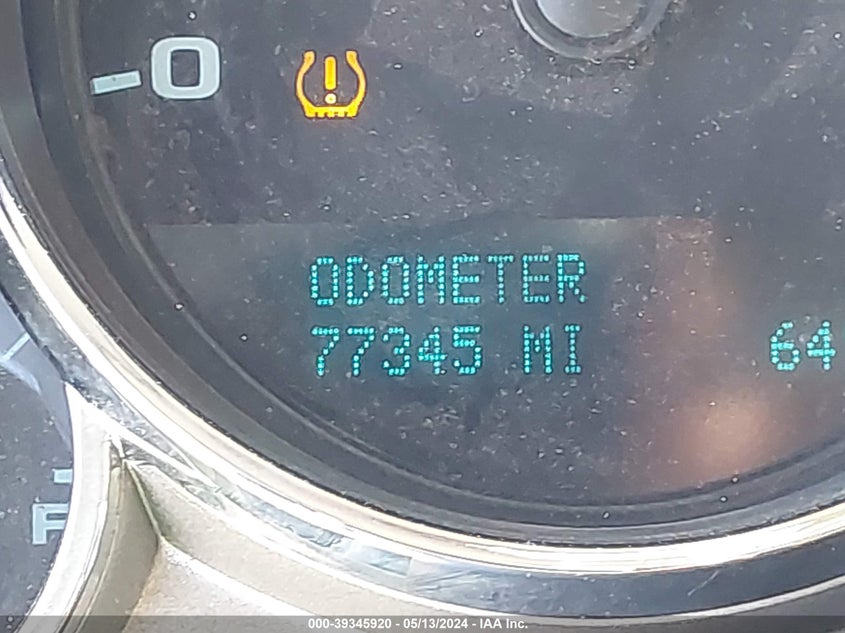 0
ODOMETER
77345 MI 64
000-39345920 - 05/13/2024 - IAA Inc.